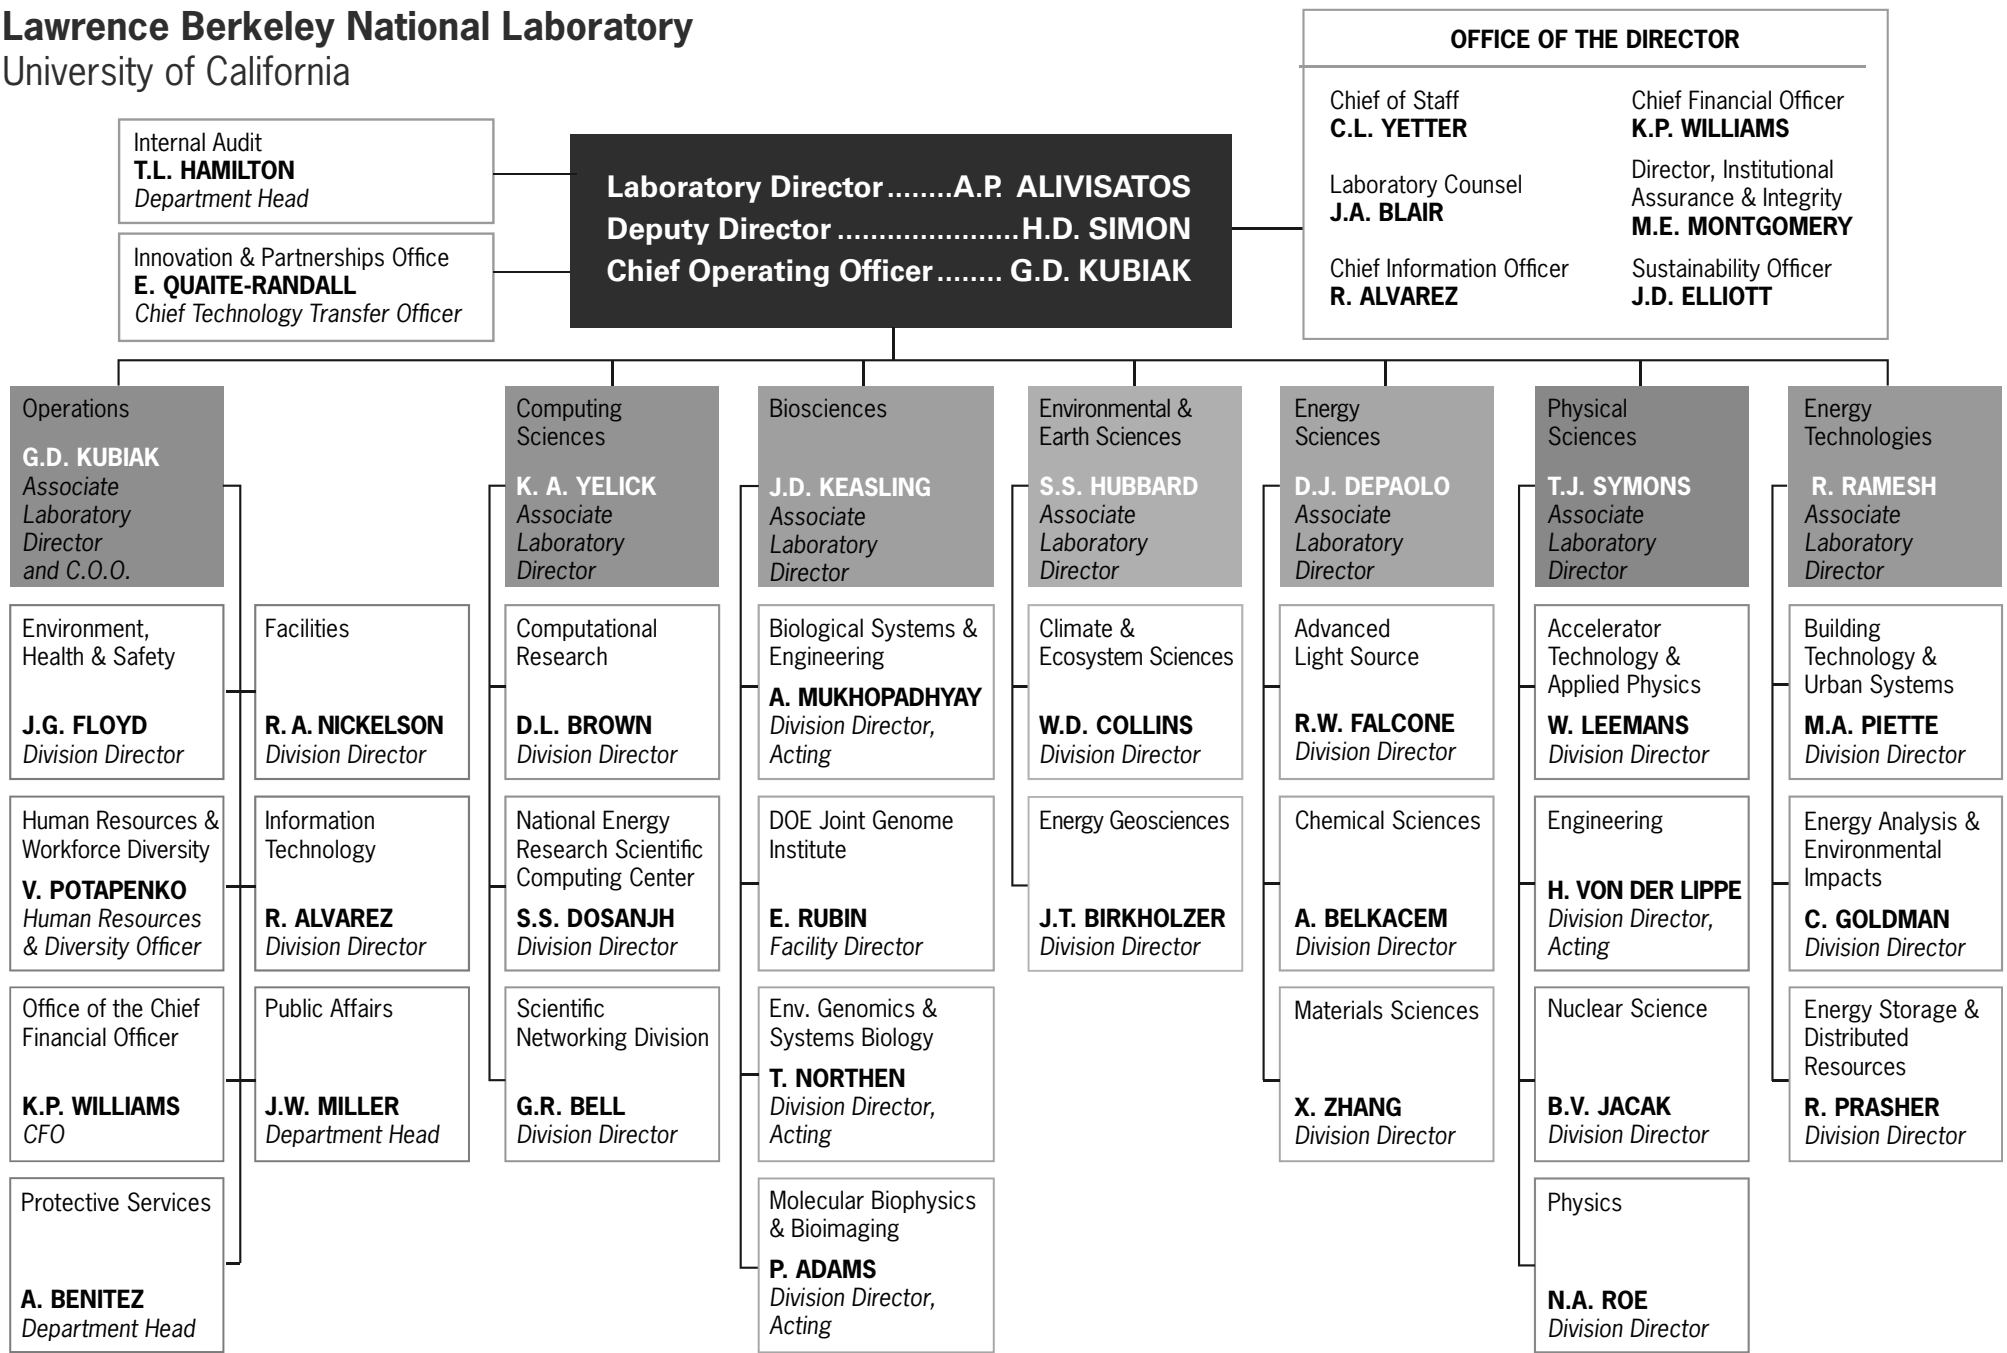 Lawrence Berkeley National Laboratory
University of California
OFFICE OF THE DIRECTOR
Chief of Staff
C.L. YETTER
Laboratory Counsel
J.A. BLAIR
Chief Information Officer
R. ALVAREZ
Chief Financial Officer
K.P. WILLIAMS
Director, Institutional
Assurance & Integrity
M.E. MONTGOMERY
Sustainability Officer
J.D. ELLIOTT
Internal Audit
T.L. HAMILTON
Department Head
Innovation & Partnerships Office
E. QUAITE-RANDALL
Chief Technology Transfer Officer
Laboratory Director ........A.P. ALIVISATOS
Deputy Director ......................H.D. SIMON
Chief Operating Officer ........ G.D. KUBIAK
Operations
G.D. KUBIAK
Associate
Laboratory
Director
and C.O.O.
Environment,
Health & Safety
J.G. FLOYD
Division Director
Facilities
R. A. NICKELSON
Division Director
Human Resources &
Workforce Diversity
V. POTAPENKO
Human Resources
& Diversity Officer
Information
Technology
R. ALVAREZ
Division Director
Office of the Chief
Financial Officer
K.P. WILLIAMS
CFO
Public Affairs
J.W. MILLER
Department Head
Protective Services
A. BENITEZ
Department Head
Computing
Sciences
K. A. YELICK
Associate
Laboratory
Director
Computational
Research
D.L. BROWN
Division Director
National Energy
Research Scientific
Computing Center
S.S. DOSANJH
Division Director
Scientific
Networking Division
G.R. BELL
Division Director
Biosciences
J.D. KEASLING
Associate
Laboratory
Director
Biological Systems &
Engineering
A. MUKHOPADHYAY
Division Director,
Acting
DOE Joint Genome
Institute
E. RUBIN
Facility Director
Env. Genomics &
Systems Biology
T. NORTHEN
Division Director,
Acting
Molecular Biophysics
& Bioimaging
P. ADAMS
Division Director,
Acting
Environmental &
Earth Sciences
S.S. HUBBARD
Associate
Laboratory
Director
Climate &
Ecosystem Sciences
W.D. COLLINS
Division Director
Energy Geosciences
J.T. BIRKHOLZER
Division Director
Energy
Sciences
D.J. DEPAOLO
Associate
Laboratory
Director
Advanced
Light Source
R.W. FALCONE
Division Director
Chemical Sciences
A. BELKACEM
Division Director
Materials Sciences
X. ZHANG
Division Director
Physical
Sciences
T.J. SYMONS
Associate
Laboratory
Director
Accelerator
Technology &
Applied Physics
W. LEEMANS
Division Director
Engineering
H. VON DER LIPPE
Division Director,
Acting
Nuclear Science
B.V. JACAK
Division Director
Physics
N.A. ROE
Division Director
Energy
Technologies
R. RAMESH
Associate
Laboratory
Director
Building
Technology &
Urban Systems
M.A. PIETTE
Division Director
Energy Analysis &
Environmental
Impacts
C. GOLDMAN
Division Director
Energy Storage &
Distributed
Resources
R. PRASHER
Division Director